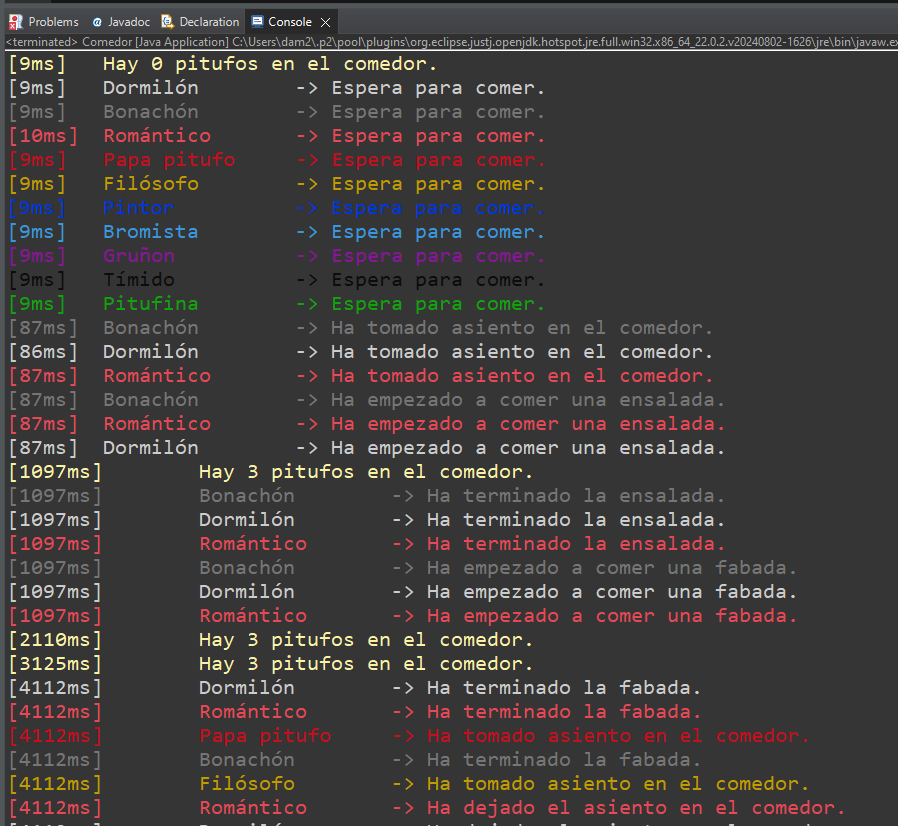 Problems Javadoc Declaration Console
<terminated> Comedor [Java Application] C:\Users\dam2\.p2\pool\plugins\org.eclipse.justj.openjdk.hotspot.jre.full.win32.x86_64_22.0.2.v20240802-1626\jre\bin\javaw.ex
[9ms] Hay 0 pitufos en el comedor.
[9ms] Dormilón -> Espera para comer.
[9ms] Bonachón -> Espera para comer.
[10ms] Romántico -> Espera para comer.
[9ms] Papa pitufo -> Espera para comer.
[9ms] Filósofo -> Espera para comer.
[9ms] Pintor -> Espera para comer.
[9ms] Bromista -> Espera para comer.
[9ms] Gruñon -> Espera para comer.
[9ms] Tímido -> Espera para comer.
[9ms] Pitufina -> Espera para comer.
[87ms] Bonachón -> Ha tomado asiento en el comedor.
[86ms] Dormilón -> Ha tomado asiento en el comedor.
[87ms] Romántico -> Ha tomado asiento en el comedor.
[87ms] Bonachón -> Ha empezado a comer una ensalada.
[87ms] Romántico -> Ha empezado a comer una ensalada.
[87ms] Dormilón -> Ha empezado a comer una ensalada.
[1097ms] Hay 3 pitufos en el comedor.
[1097ms] Bonachón -> Ha terminado la ensalada.
[1097ms] Dormilón -> Ha terminado la ensalada.
[1097ms] Romántico -> Ha terminado la ensalada.
[1097ms] Bonachón -> Ha empezado a comer una fabada.
[1097ms] Dormilón -> Ha empezado a comer una fabada.
[1097ms] Romántico -> Ha empezado a comer una fabada.
[2110ms] Hay 3 pitufos en el comedor.
[3125ms] Hay 3 pitufos en el comedor.
[4112ms] Dormilón -> Ha terminado la fabada.
[4112ms] Romántico -> Ha terminado la fabada.
[4112ms] Papa pitufo -> Ha tomado asiento en el comedor.
[4112ms] Bonachón -> Ha terminado la fabada.
[4112ms] Filósofo -> Ha tomado asiento en el comedor.
[4112ms] Romántico -> Ha dejado el asiento en el comedor.